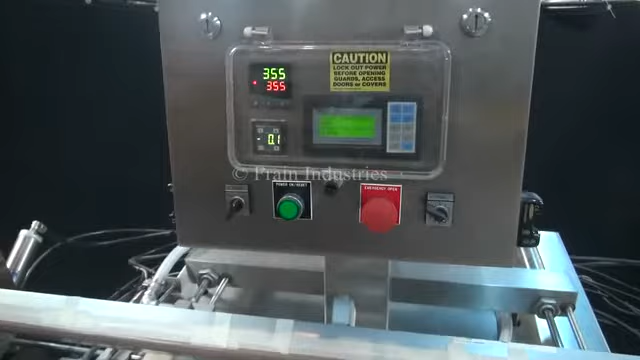 CAUTION
LOCK OUT POWER
BEFORE OPENING
GUARDS, ACCESS
DOORS or COVERS
355
355
0.1
© Frain Industries
POWER ON/RESET
EMERGENCY OPEN